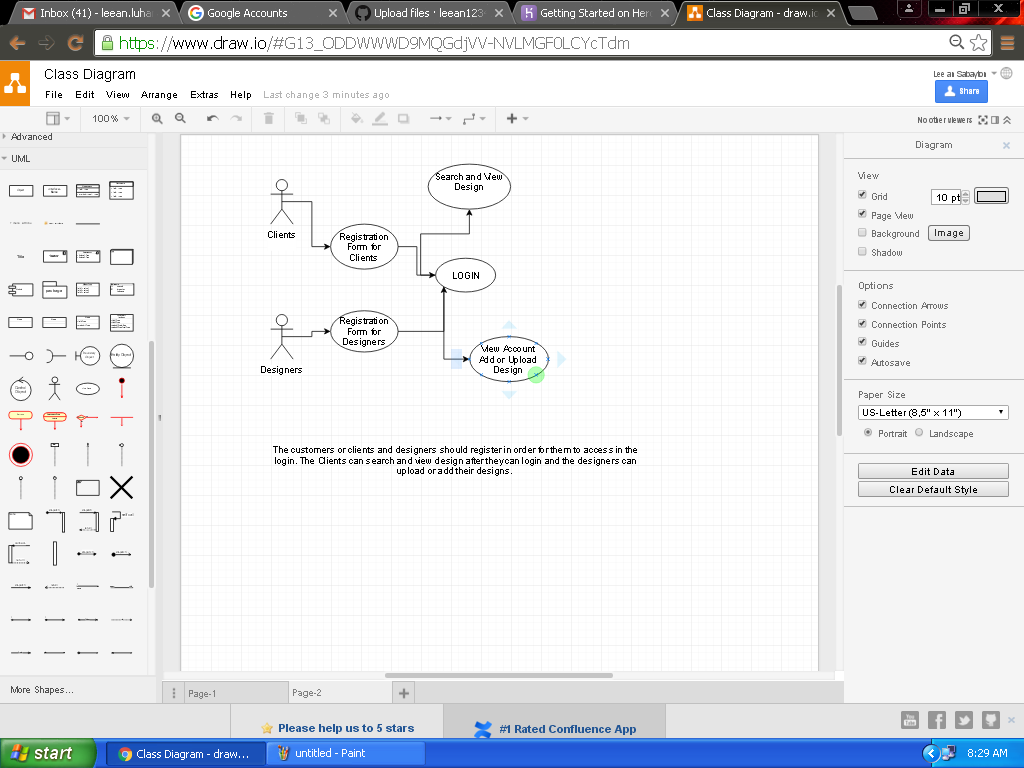 Inbox (41) - leean.luha
Google Accounts
Upload files · leean123
Getting Started on Her
Class Diagram - draw.io
https://www.draw.io/#G13_ODDWWWD9MQGdjVV-NVLMGF0LCYcTdm
Class Diagram
Lee an Sabayton
File Edit View Arrange Extras Help Last change 3 minutes ago
Share
100%
No other viewers
Advanced
UML
Diagram
View
Grid
10 pt
Page View
Background
Image
Shadow
Options
Connection Arrows
Connection Points
Guides
Autosave
Paper Size
US-Letter (8,5" x 11")
Portrait
Landscape
Edit Data
Clear Default Style
Search and View
Design
Clients
Registration
Form for
Clients
LOGIN
Registration
Form for
Designers
Designers
View Account
Add or Upload
Design
The customers or clients and designers should register in order for them to access in the
login. The Clients can search and view design after they can login and the designers can
upload or add their designs.
Title
More Shapes...
Page-1
Page-2
Please help us to 5 stars
#1 Rated Confluence App
start
Class Diagram - draw...
untitled - Paint
8:29 AM